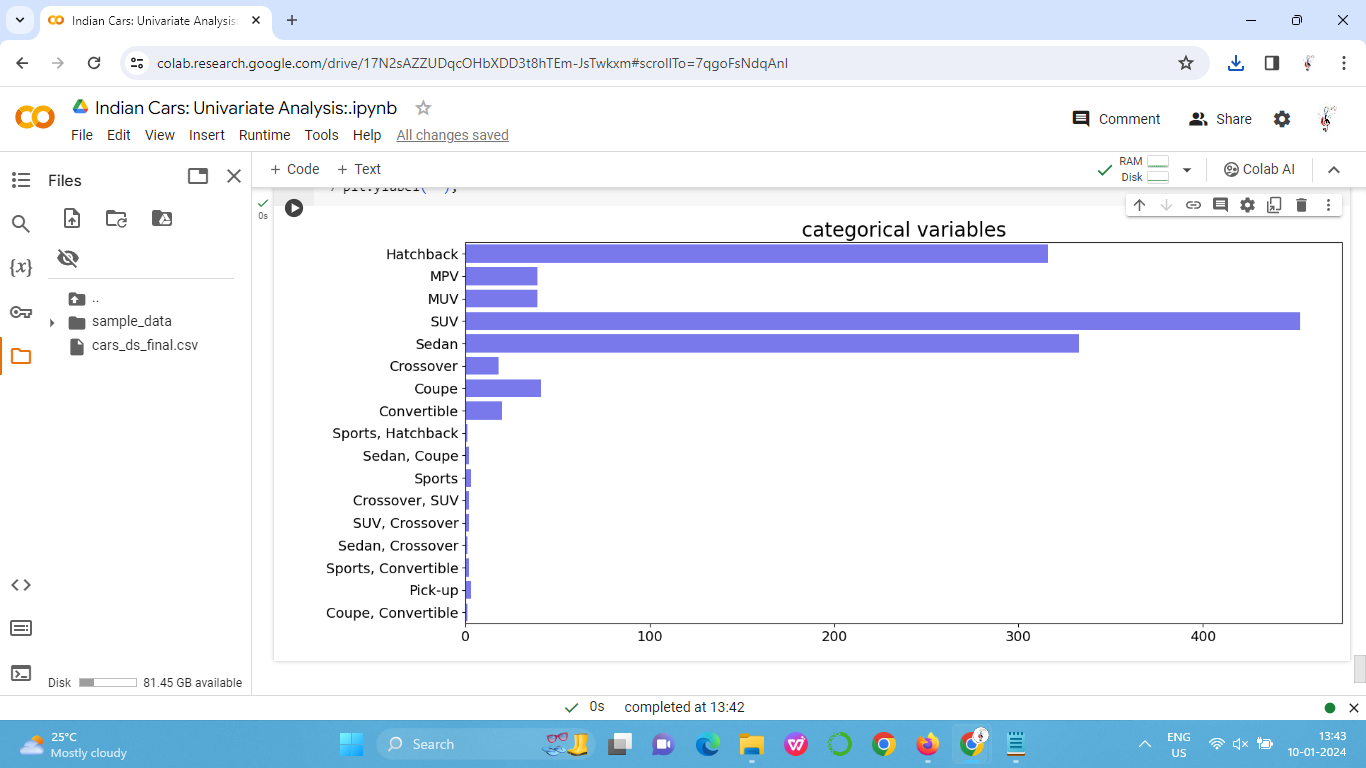 Indian Cars: Univariate Analysis:
colab.research.google.com/drive/17N2sAZZUDqcOHbXDD3t8hTEm-JsTwkxm#scrollTo=7qgoFsNdqAnI
Indian Cars: Univariate Analysis:.ipynb
File Edit View Insert Runtime Tools Help All changes saved
Comment Share
Files
+ Code + Text
RAM
Disk
Colab AI
0s
{x}
..
sample_data
cars_ds_final.csv
categorical variables
Hatchback
MPV
MUV
SUV
Sedan
Crossover
Coupe
Convertible
Sports, Hatchback
Sedan, Coupe
Sports
Crossover, SUV
SUV, Crossover
Sedan, Crossover
Sports, Convertible
Pick-up
Coupe, Convertible
0 100 200 300 400
Disk 81.45 GB available
0s completed at 13:42
25°C
Mostly cloudy
Search
ENG
US
13:43
10-01-2024